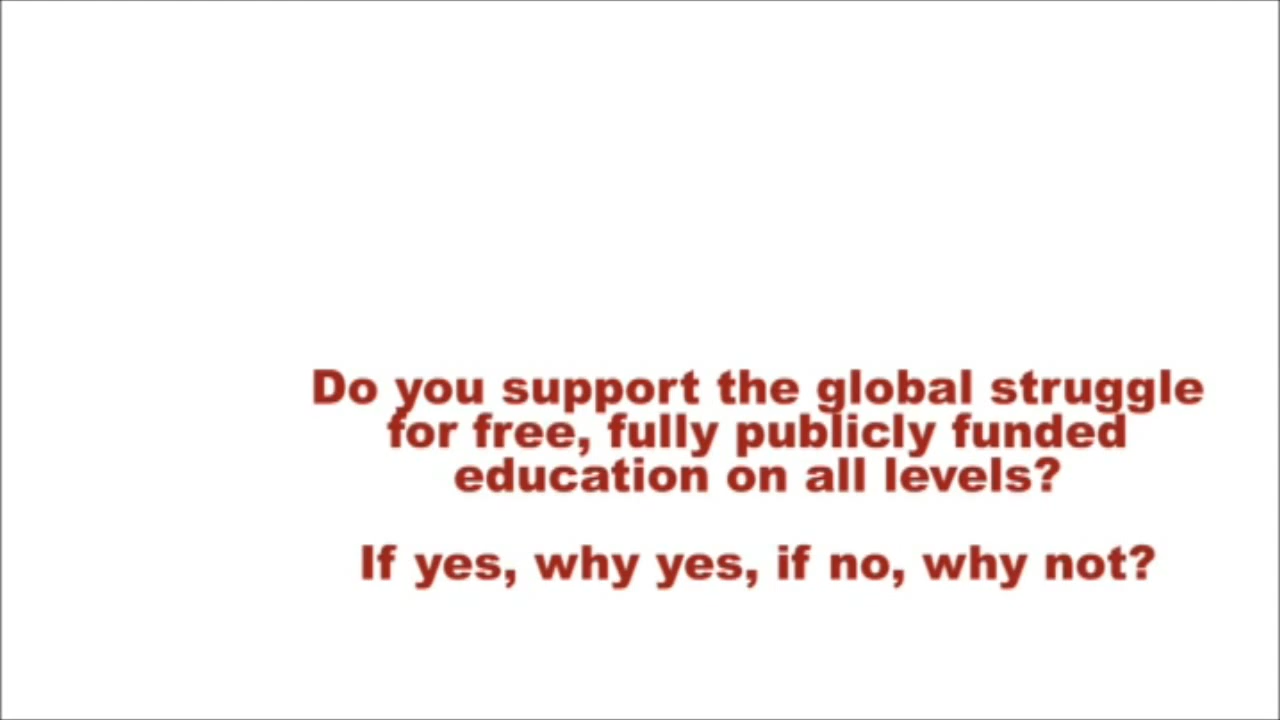 Do you support the global struggle
for free, fully publicly funded
education on all levels?
If yes, why yes, if no, why not?